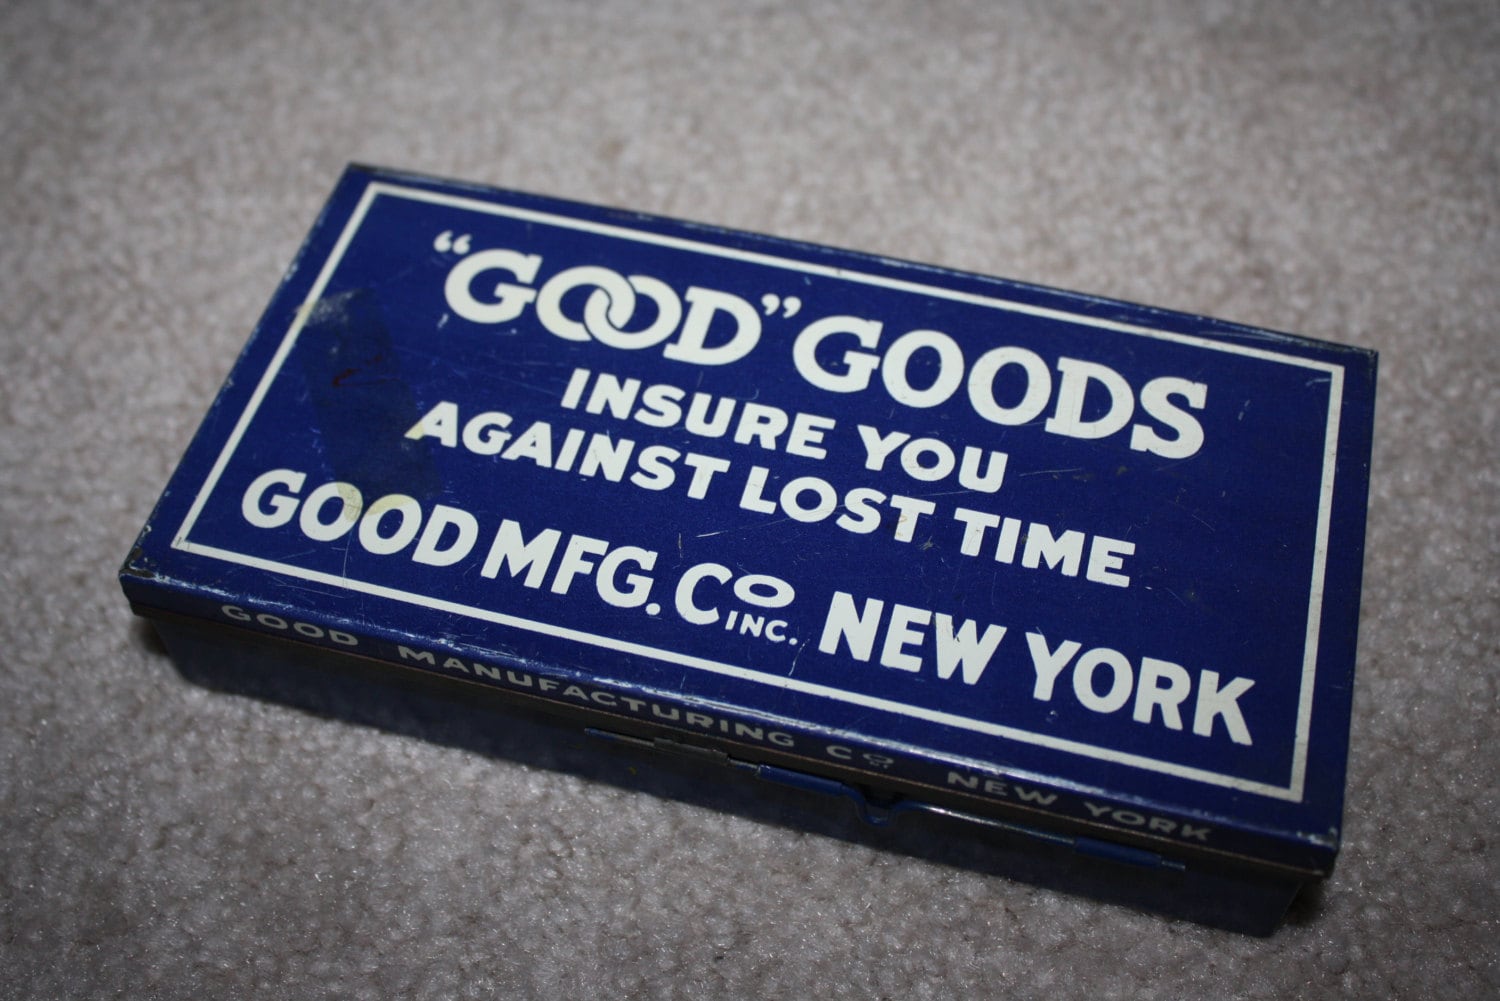 “GOOD” GOODS
INSURE YOU
AGAINST LOST TIME
GOOD MFG. CO INC. NEW YORK
GOOD MANUFACTURING CO NEW YORK